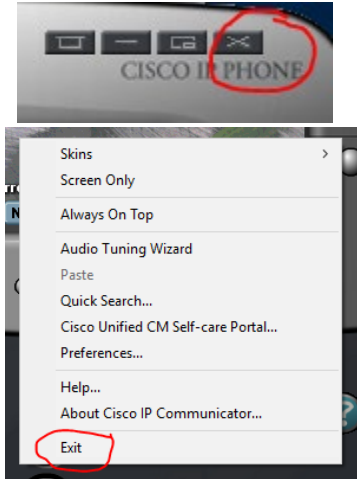 CISCO IP PHONE
Skins
Screen Only
Always On Top
Audio Tuning Wizard
Paste
Quick Search...
Cisco Unified CM Self-care Portal...
Preferences...
Help...
About Cisco IP Communicator...
Exit